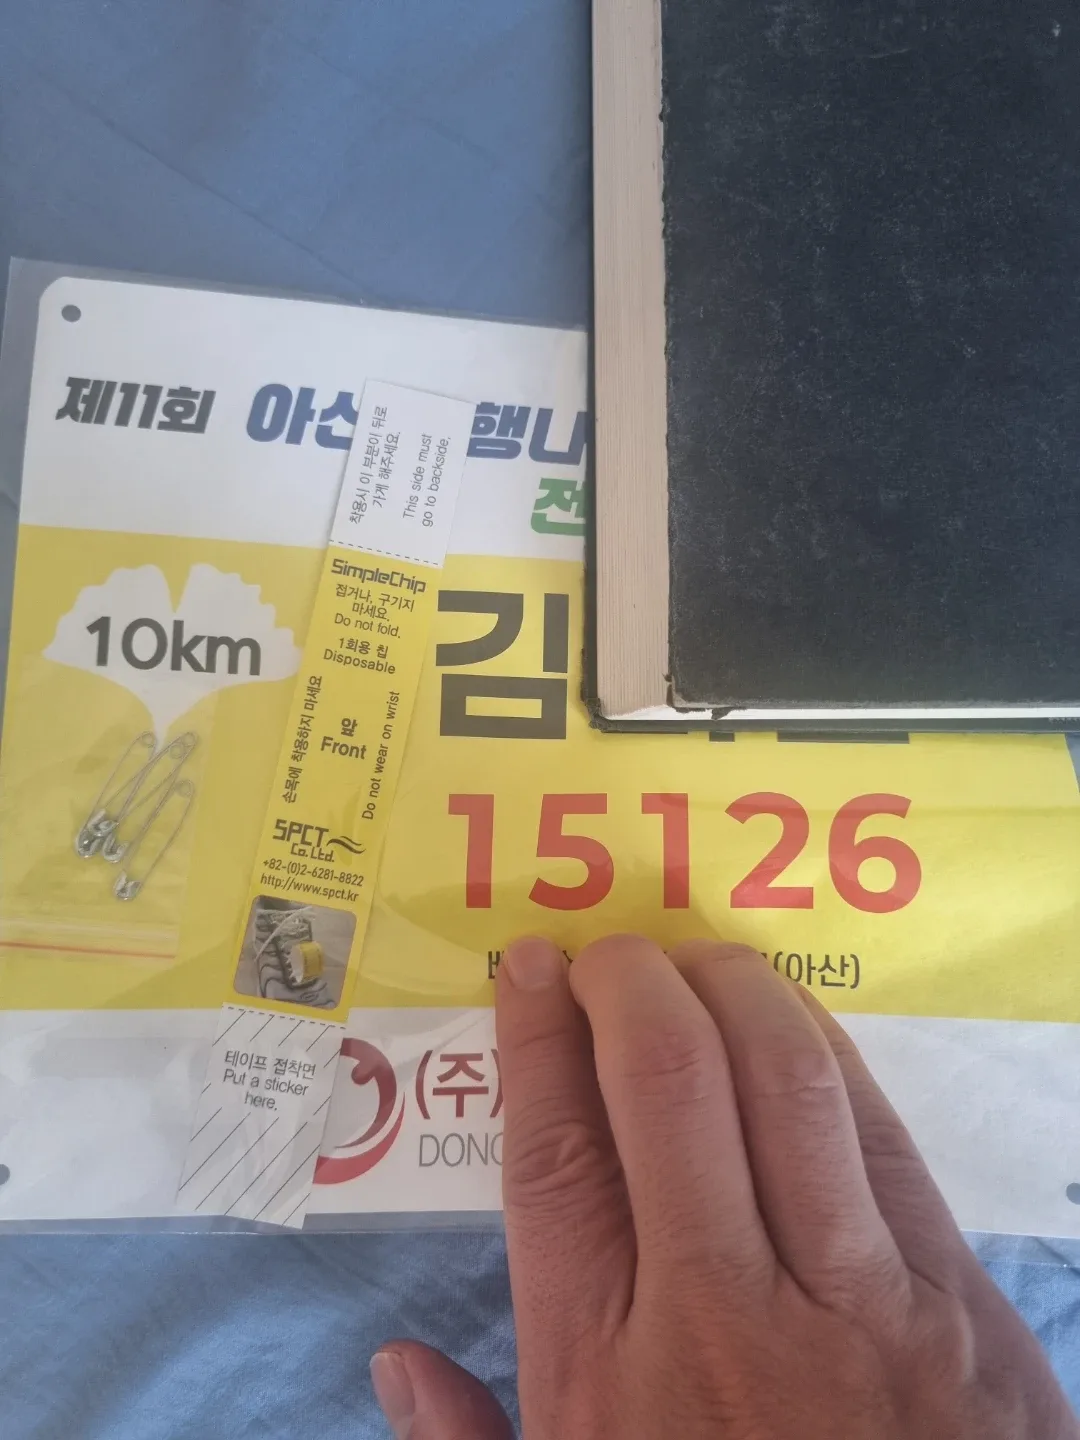 제11회 아산 행나
전
10km
김
15126
(아산)
(주)
DONG
착용시 이 부분이 뒤로
가게 해주세요.
This side must
go to backside.
SimpleChip
접거나, 구기지
마세요.
Do not fold.
1회용 칩
Disposable
손목에 착용하지 마세요
앞
Front
Do not wear on wrist
SPCT
Co.Ltd.
+82-(0)2-6281-8822
http://www.spct.kr
테이프 접착면
Put a sticker
here.